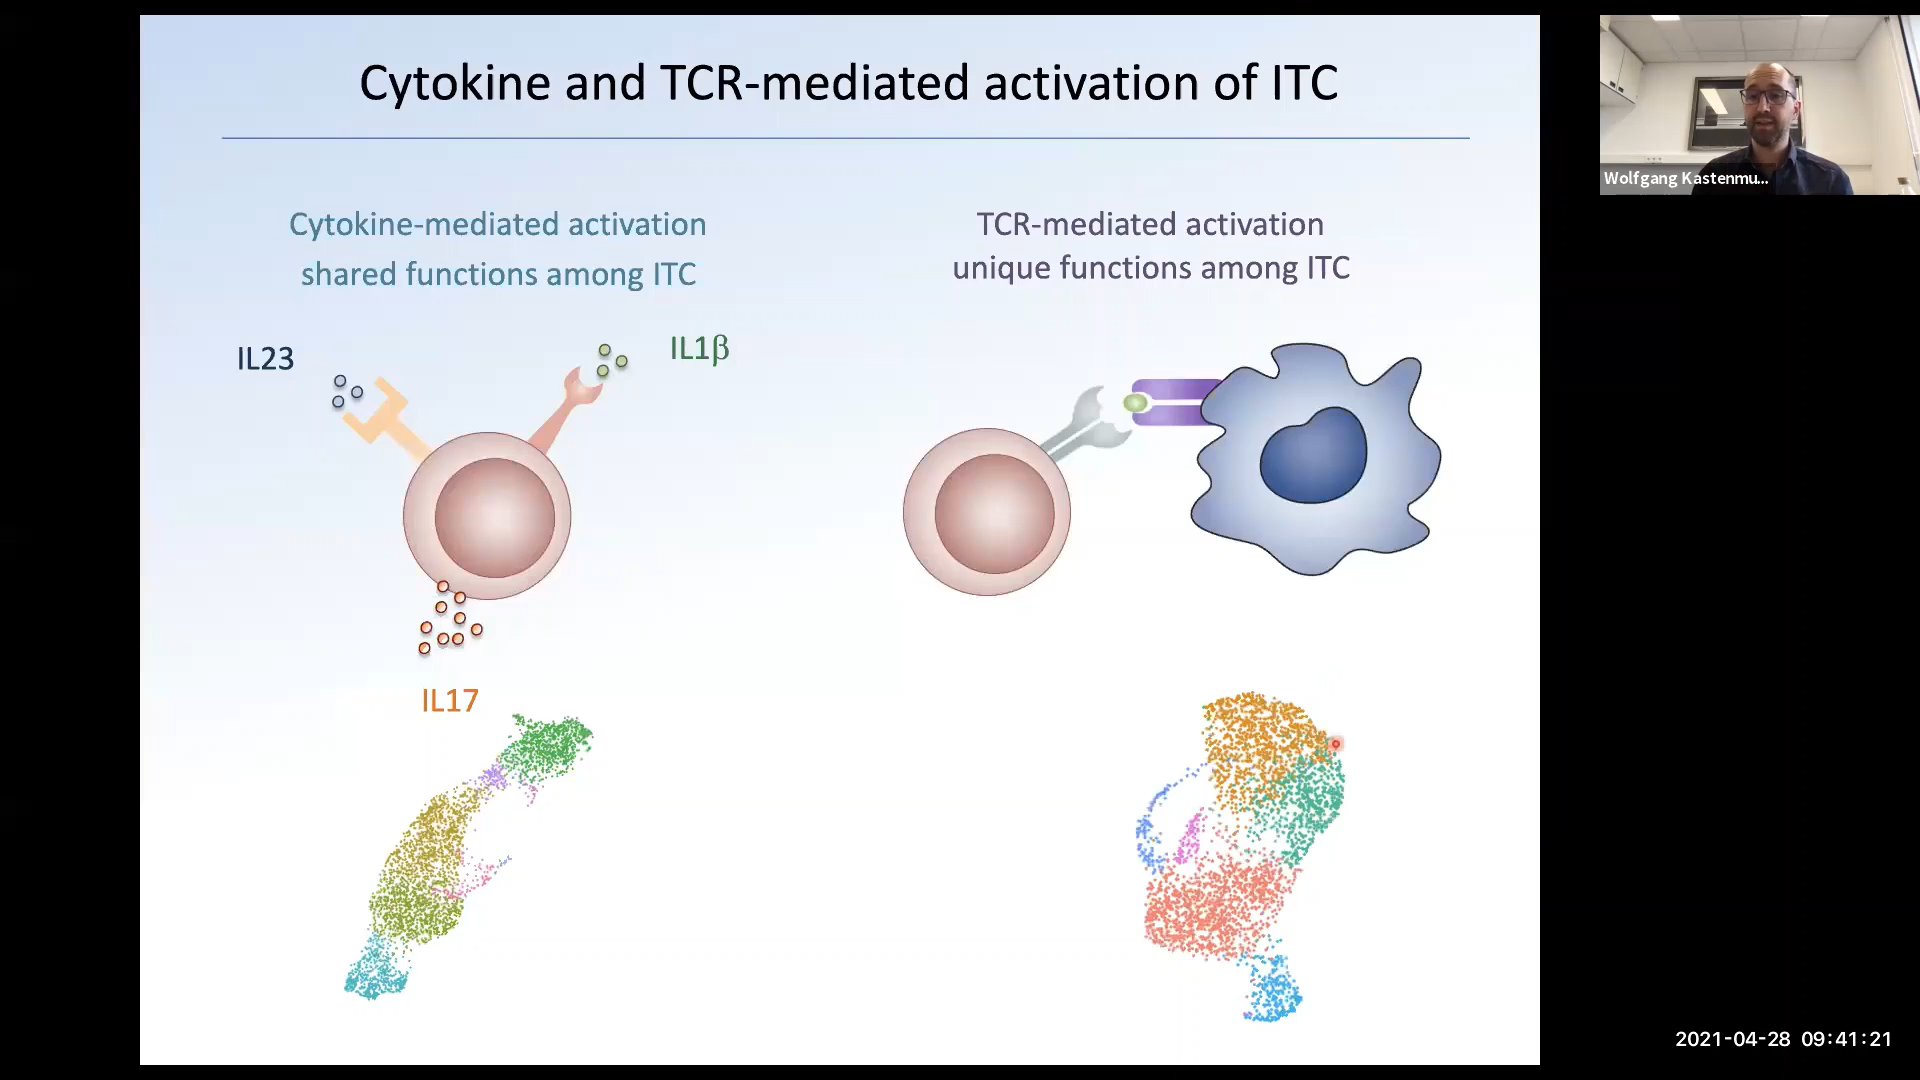 Cytokine and TCR-mediated activation of ITC
Cytokine-mediated activation
shared functions among ITC
TCR-mediated activation
unique functions among ITC
IL23
IL1β
IL17
Wolfgang Kastenmu...
2021-04-28 09:41:21